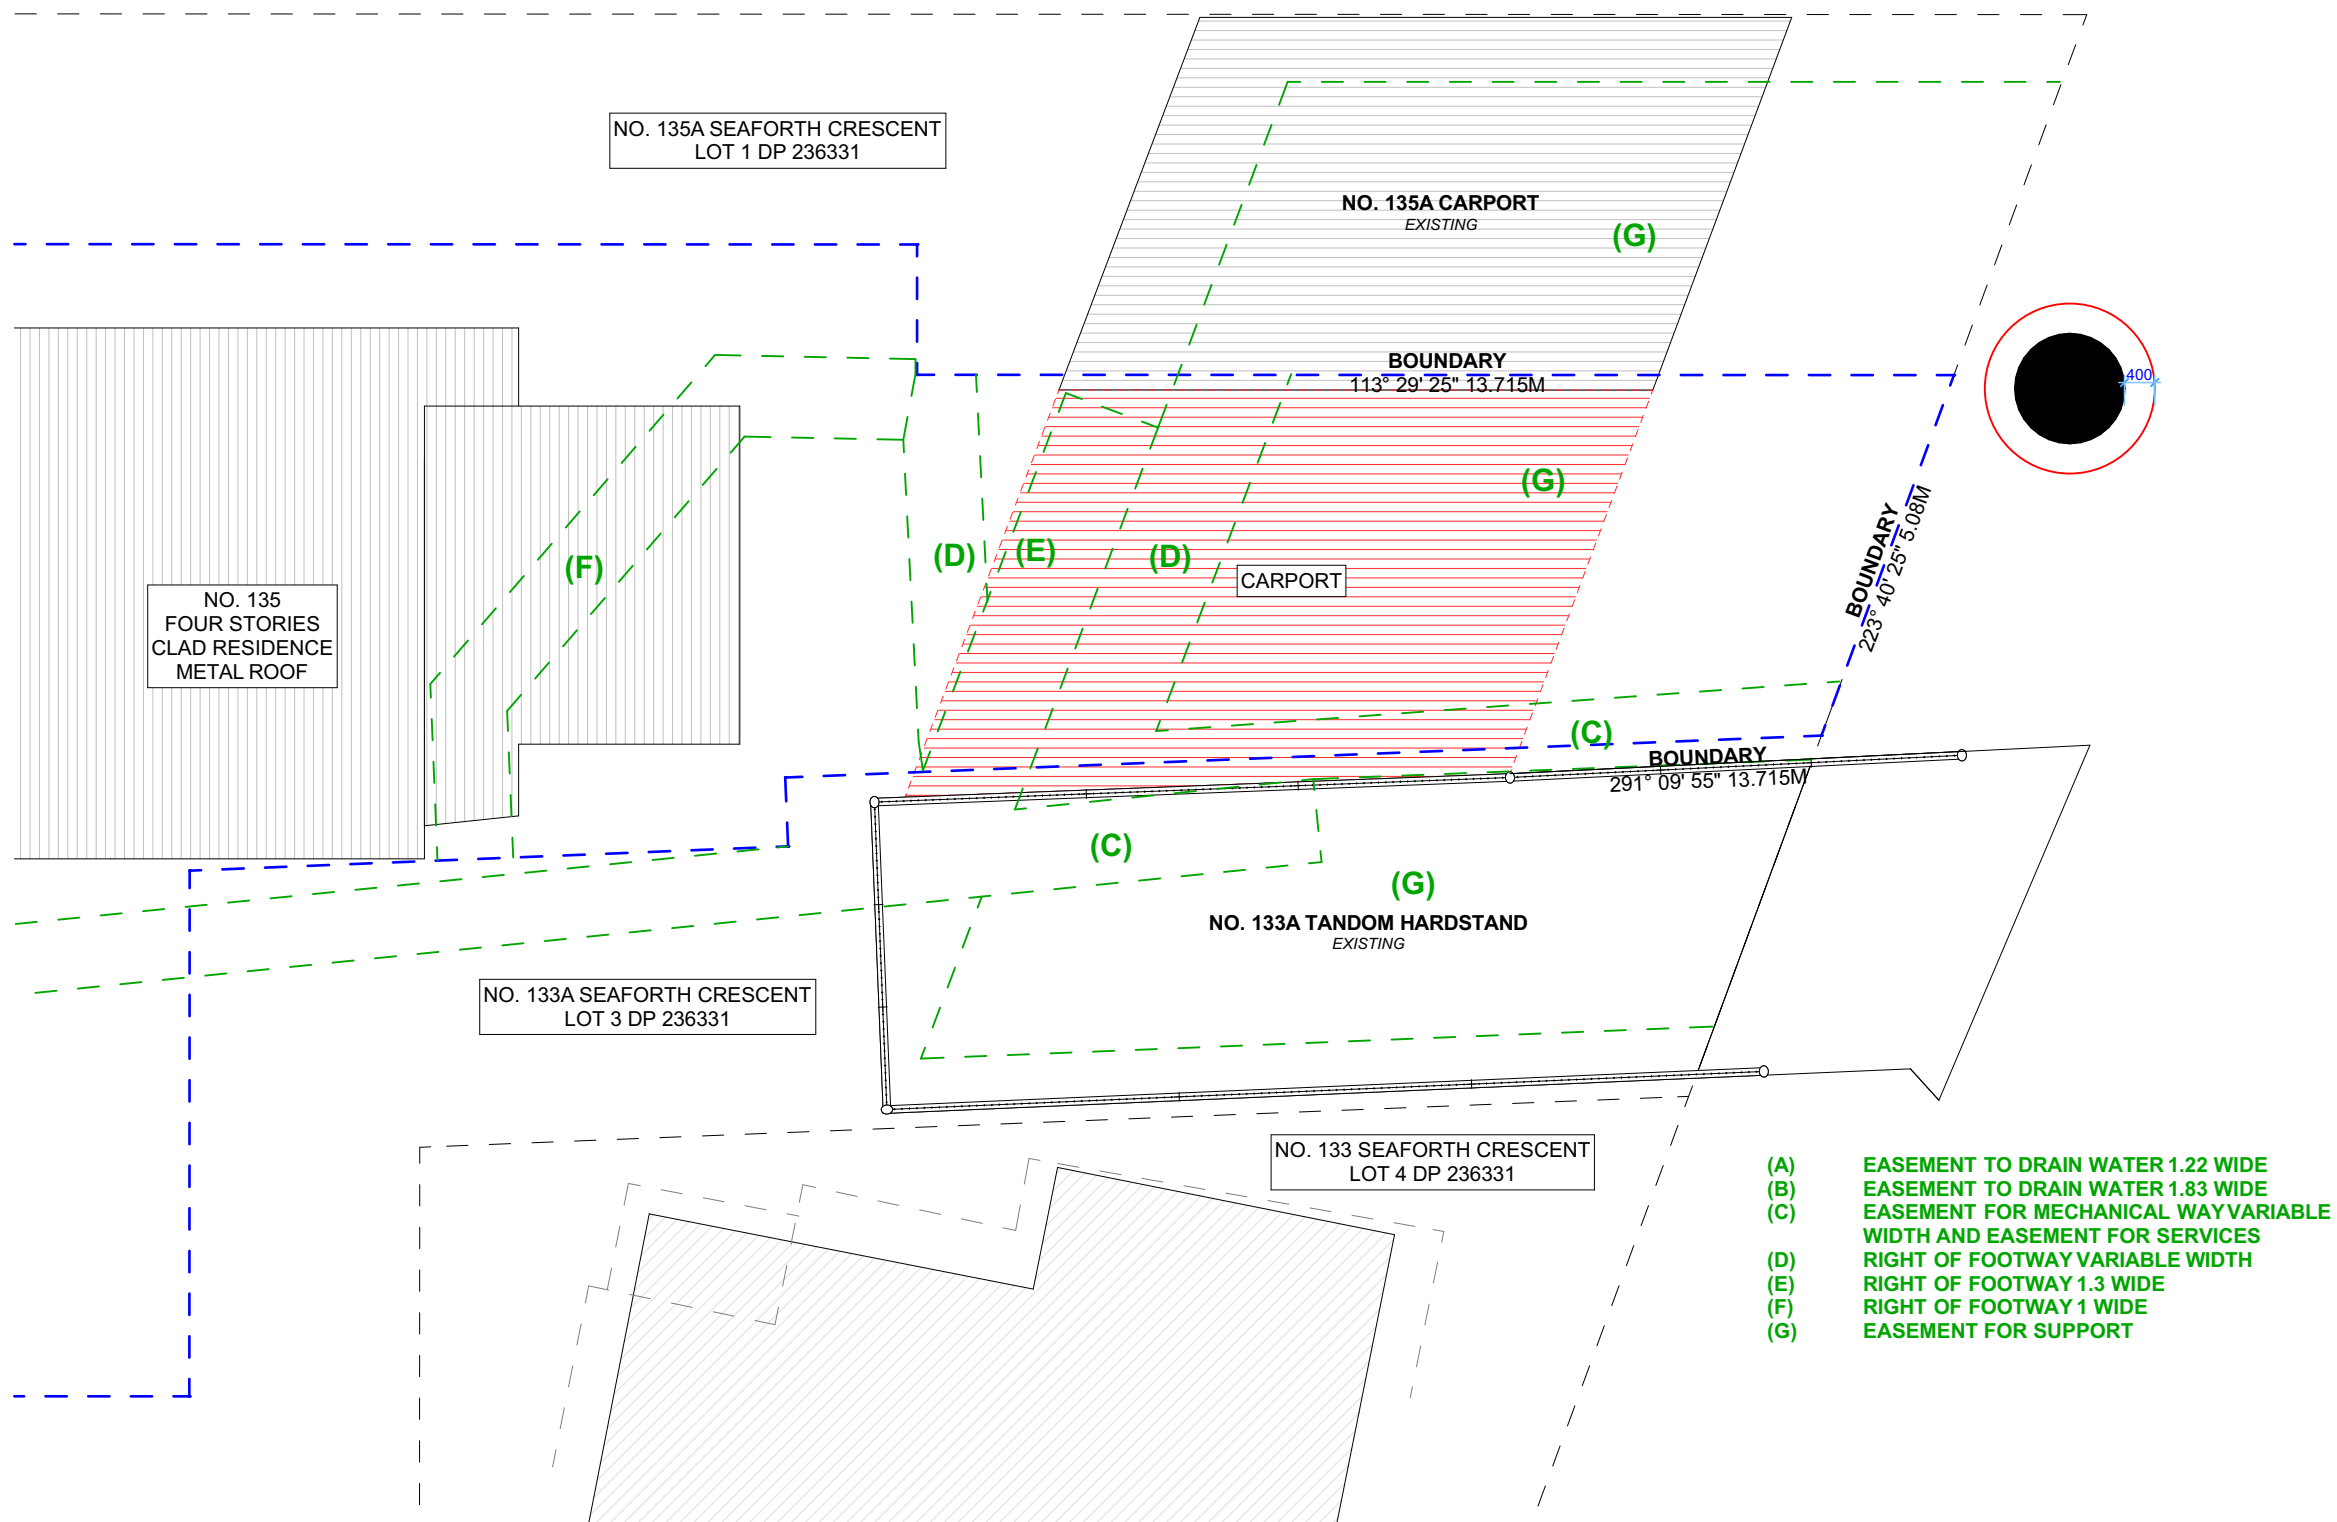 NO. 135A SEAFORTH CRESCENT
LOT 1 DP 236331
NO. 135A CARPORT
EXISTING
(G)
BOUNDARY
113° 29' 25" 13.715M
400
(G)
BOUNDARY
223° 40' 25" 5.08M
(F)
(D)
(E)
(D)
CARPORT
NO. 135
FOUR STORIES
CLAD RESIDENCE
METAL ROOF
(C)
BOUNDARY
291° 09' 55" 13.715M
(C)
(G)
NO. 133A TANDOM HARDSTAND
EXISTING
NO. 133A SEAFORTH CRESCENT
LOT 3 DP 236331
NO. 133 SEAFORTH CRESCENT
LOT 4 DP 236331
(A) EASEMENT TO DRAIN WATER 1.22 WIDE
(B) EASEMENT TO DRAIN WATER 1.83 WIDE
(C) EASEMENT FOR MECHANICAL WAY VARIABLE
WIDTH AND EASEMENT FOR SERVICES
(D) RIGHT OF FOOTWAY VARIABLE WIDTH
(E) RIGHT OF FOOTWAY 1.3 WIDE
(F) RIGHT OF FOOTWAY 1 WIDE
(G) EASEMENT FOR SUPPORT